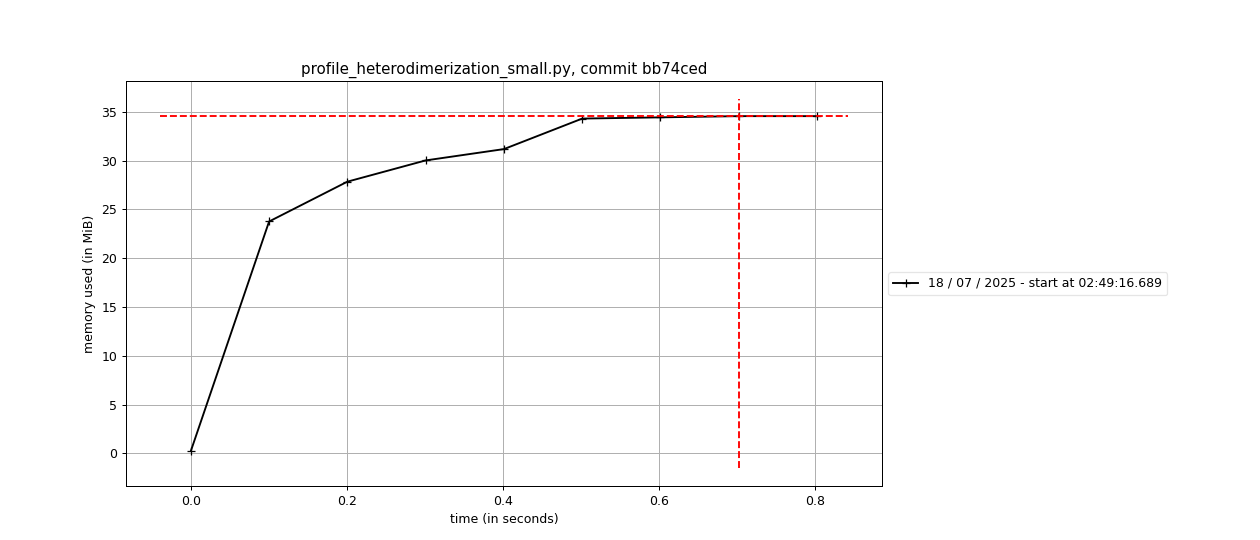 profile_heterodimerization_small.py, commit bb74ced
memory used (in MiB)
35
30
25
20
15
10
5
0
0.0 0.2 0.4 0.6 0.8
time (in seconds)
18 / 07 / 2025 - start at 02:49:16.689